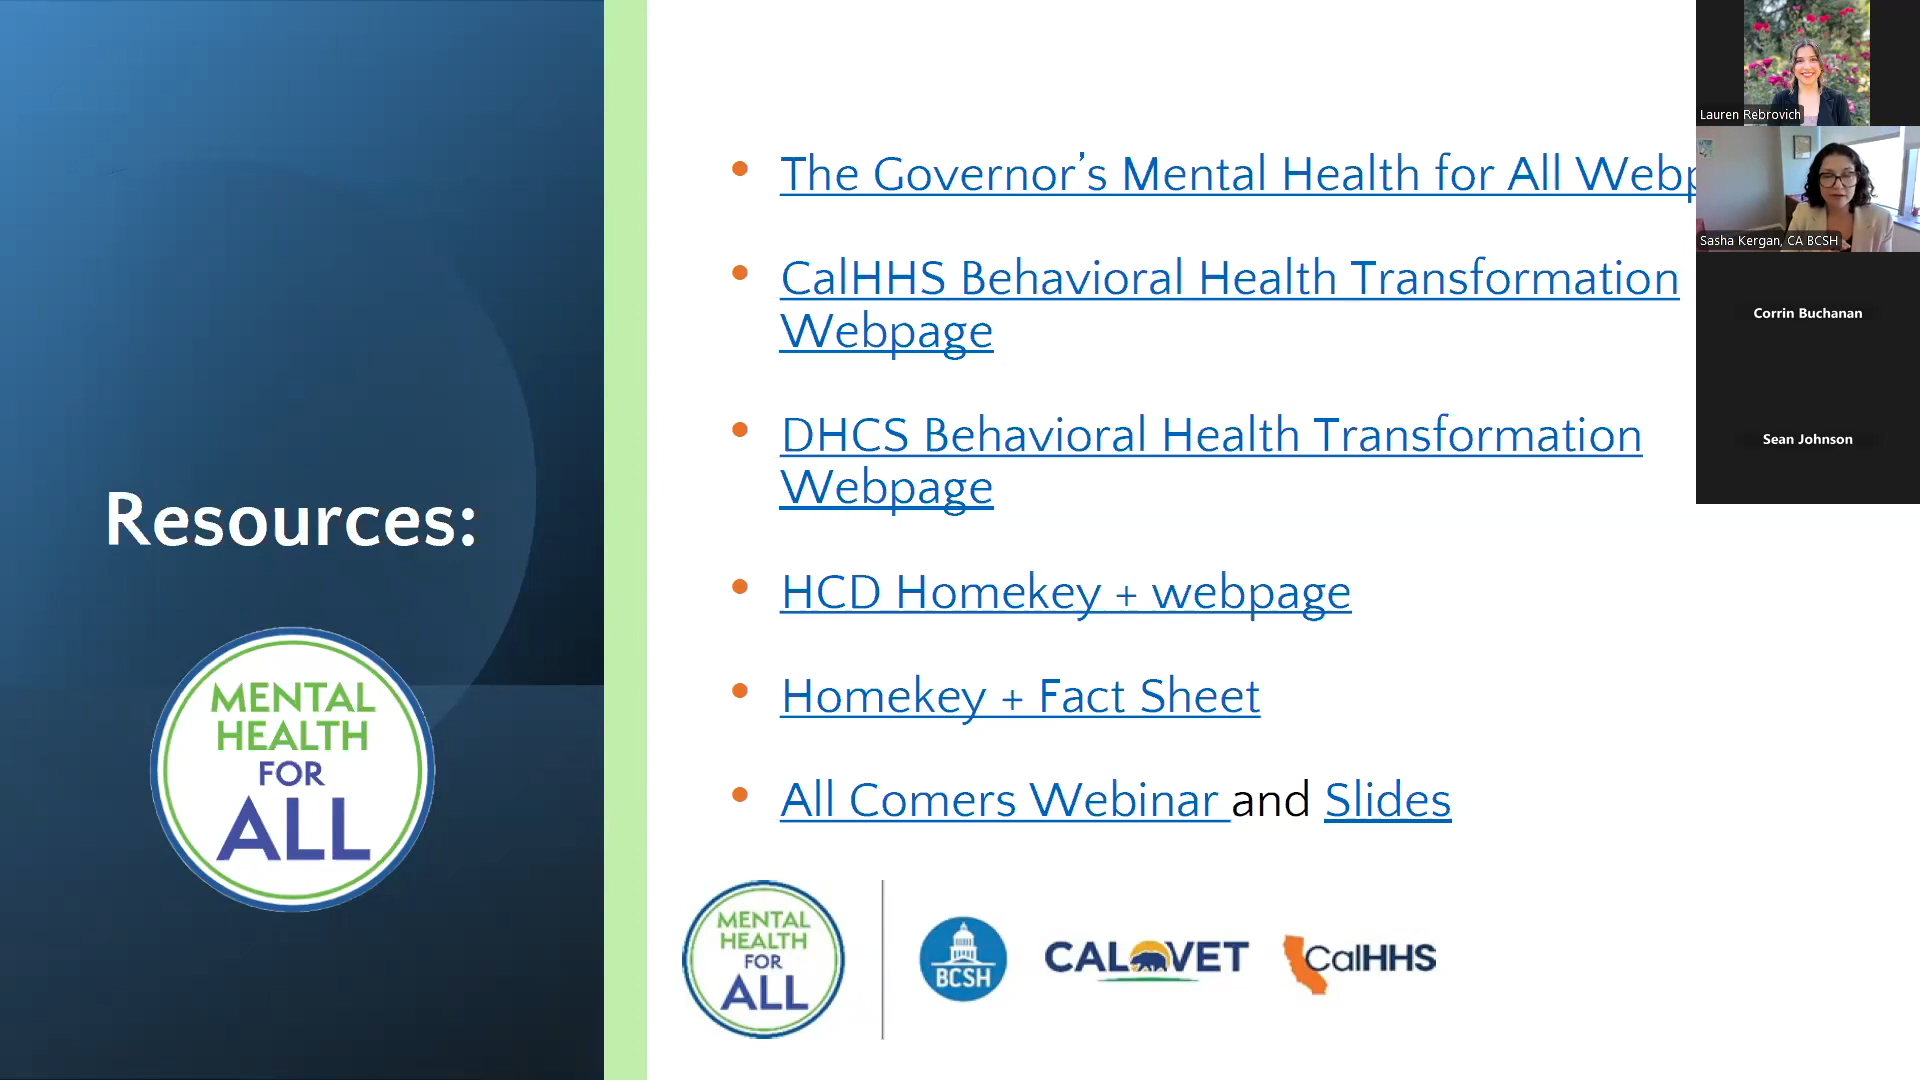 Resources:
MENTAL
HEALTH
FOR
ALL
• The Governor’s Mental Health for All
• CalHHS Behavioral Health Transformation
Webpage
• DHCS Behavioral Health Transformation
Webpage
• HCD Homekey + webpage
• Homekey + Fact Sheet
• All Comers Webinar and Slides
MENTAL
HEALTH
FOR
ALL
BCSH
CALVET
CalHHS
Lauren Rebrovich
Sasha Kergan, CA BCSH
Corrin Buchanan
Sean Johnson